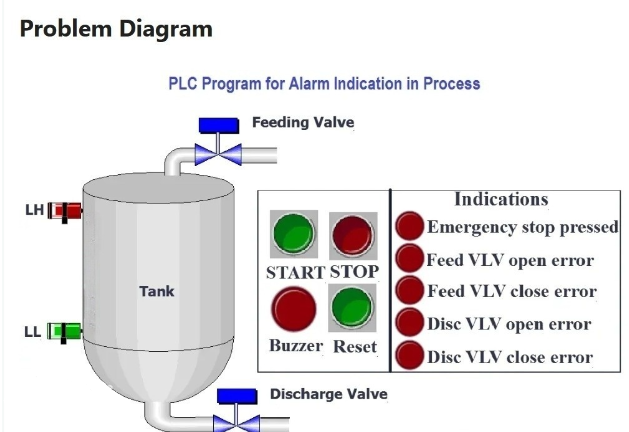 Problem Diagram
PLC Program for Alarm Indication in Process
Feeding Valve
LH
Tank
LL
Discharge Valve
START STOP
Buzzer Reset
Indications
Emergency stop pressed
Feed VLV open error
Feed VLV close error
Disc VLV open error
Disc VLV close error